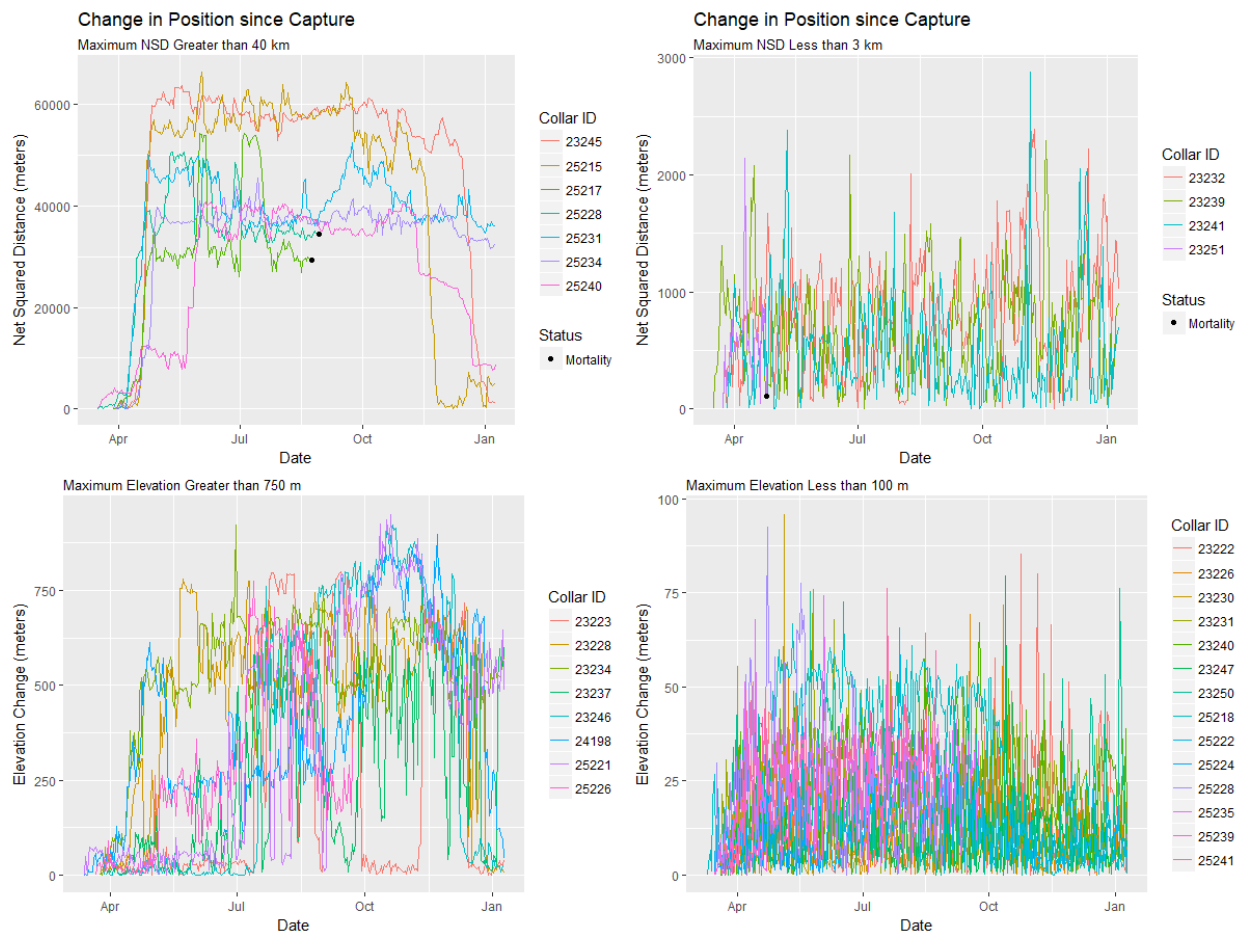 Change in Position since Capture
Maximum NSD Greater than 40 km
Net Squared Distance (meters)
60000
40000
20000
0
Apr
Jul
Oct
Jan
Date
Collar ID
23245
25215
25217
25228
25231
25234
25240
Status
Mortality
Change in Position since Capture
Maximum NSD Less than 3 km
Net Squared Distance (meters)
3000
2000
1000
0
Apr
Jul
Oct
Jan
Date
Collar ID
23232
23239
23241
23251
Status
Mortality
Maximum Elevation Greater than 750 m
Elevation Change (meters)
750
500
250
0
Apr
Jul
Oct
Jan
Date
Collar ID
23223
23228
23234
23237
23246
24198
25221
25226
Maximum Elevation Less than 100 m
Elevation Change (meters)
100
75
50
25
0
Apr
Jul
Oct
Jan
Date
Collar ID
23222
23226
23230
23231
23240
23247
23250
25218
25222
25224
25228
25235
25239
25241